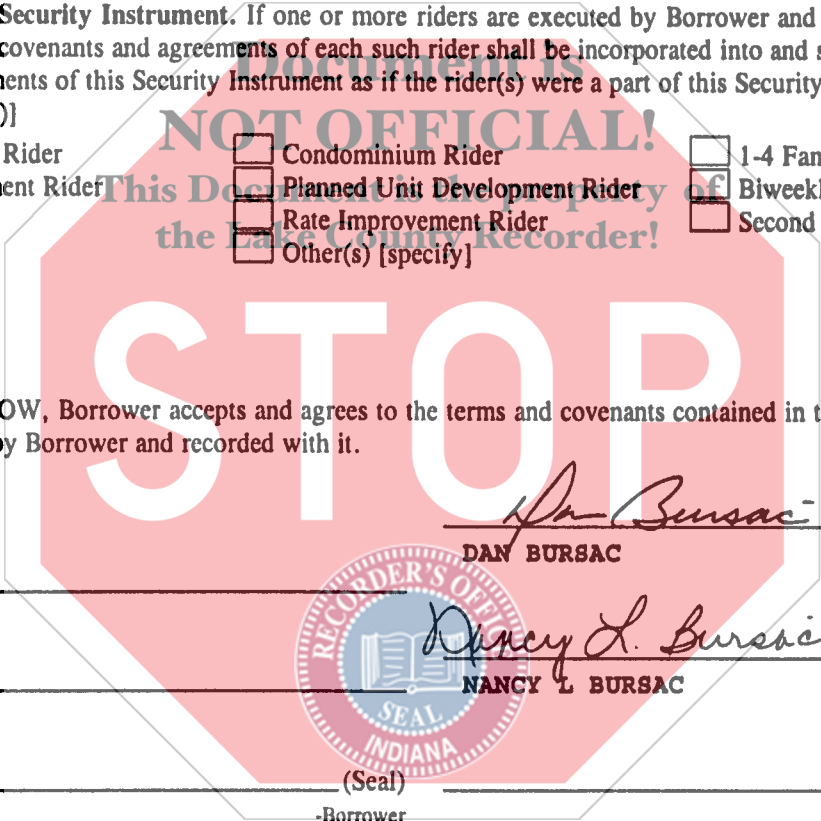 Security Instrument. If one or more riders are executed by Borrower and
covenants and agreements of each such rider shall be incorporated into and s
ents of this Security Instrument as if the rider(s) were a part of this Security
)]
Document is
NOT OFFICIAL!
This Document is the property of
the Lake County Recorder!
Rider
Condominium Rider
1-4 Fam
ent Rider
Planned Unit Development Rider
Biweekl
Rate Improvement Rider
Second
Other(s) [specify]
STOP
OW, Borrower accepts and agrees to the terms and covenants contained in t
y Borrower and recorded with it.
Dan Bursac
DAN BURSAC
Nancy L. Bursac
NANCY L BURSAC
RECORDER'S OFFICE
SEAL
INDIANA
(Seal)
-Borrower